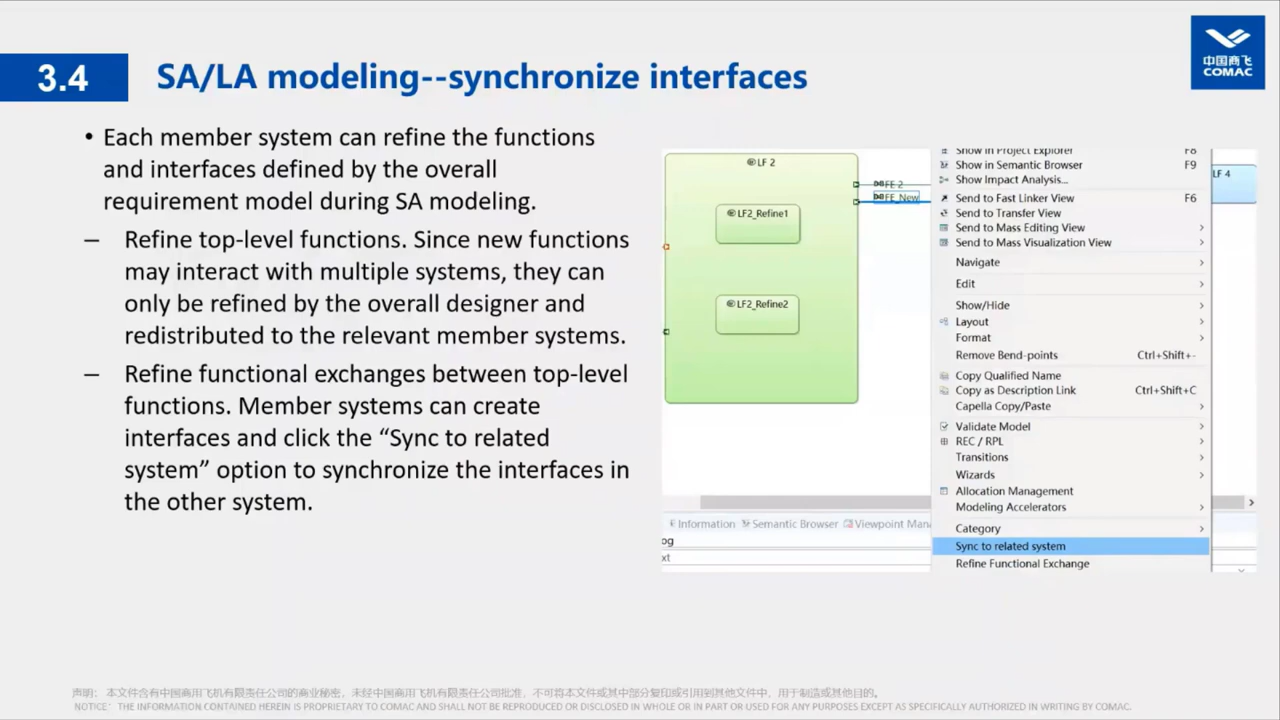 3.4
SA/LA modeling--synchronize interfaces
中国商飞
COMAC
• Each member system can refine the functions
and interfaces defined by the overall
requirement model during SA modeling.
– Refine top-level functions. Since new functions
may interact with multiple systems, they can
only be refined by the overall designer and
redistributed to the relevant member systems.
– Refine functional exchanges between top-level
functions. Member systems can create
interfaces and click the “Sync to related
system” option to synchronize the interfaces in
the other system.
LF 2
LF2_Refine1
LF2_Refine2
FE 2
FE_New
LF 4
Show in Project Explorer F8
Show in Semantic Browser F9
Show Impact Analysis...
Send to Fast Linker View F6
Send to Transfer View
Send to Mass Editing View
Send to Mass Visualization View
Navigate
Edit
Show/Hide
Layout
Format
Remove Bend-points Ctrl+Shift+-
Copy Qualified Name
Copy as Description Link Ctrl+Shift+C
Capella Copy/Paste
Validate Model
REC / RPL
Transitions
Wizards
Allocation Management
Modeling Accelerators
Category
Sync to related system
Refine Functional Exchange
Information Semantic Browser Viewpoint Man
og
xt
声明： 本文件含有中国商用飞机有限责任公司的商业秘密，未经中国商用飞机有限责任公司批准，不可将本文件或其中部分复印或引用到其他文件中，用于制造或其他目的。
NOTICE: THE INFORMATION CONTAINED HEREIN IS PROPRIETARY TO COMAC AND SHALL NOT BE REPRODUCED OR DISCLOSED IN WHOLE OR IN PART OR USED FOR ANY PURPOSES EXCEPT AS SPECIFICALLY AUTHORIZED IN WRITING BY COMAC.